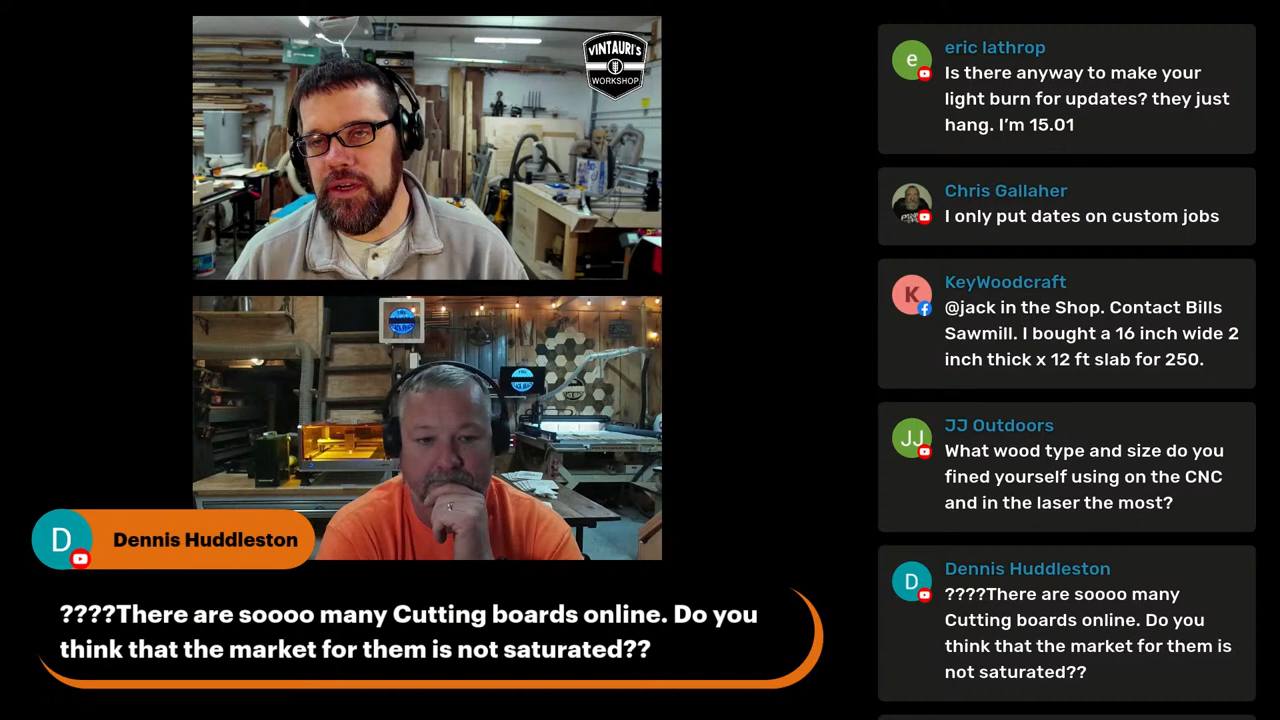 VINTAURI'S
WORKSHOP
eric lathrop
Is there anyway to make your
light burn for updates? they just
hang. I'm 15.01
Chris Gallaher
I only put dates on custom jobs
K
KeyWoodcraft
@jack in the Shop. Contact Bills
Sawmill. I bought a 16 inch wide 2
inch thick x 12 ft slab for 250.
JJ
JJ Outdoors
What wood type and size do you
fined yourself using on the CNC
and in the laser the most?
D
Dennis Huddleston
????There are soooo many Cutting boards online. Do you
think that the market for them is not saturated??
D
Dennis Huddleston
????There are soooo many
Cutting boards online. Do you
think that the market for them is
not saturated??
e